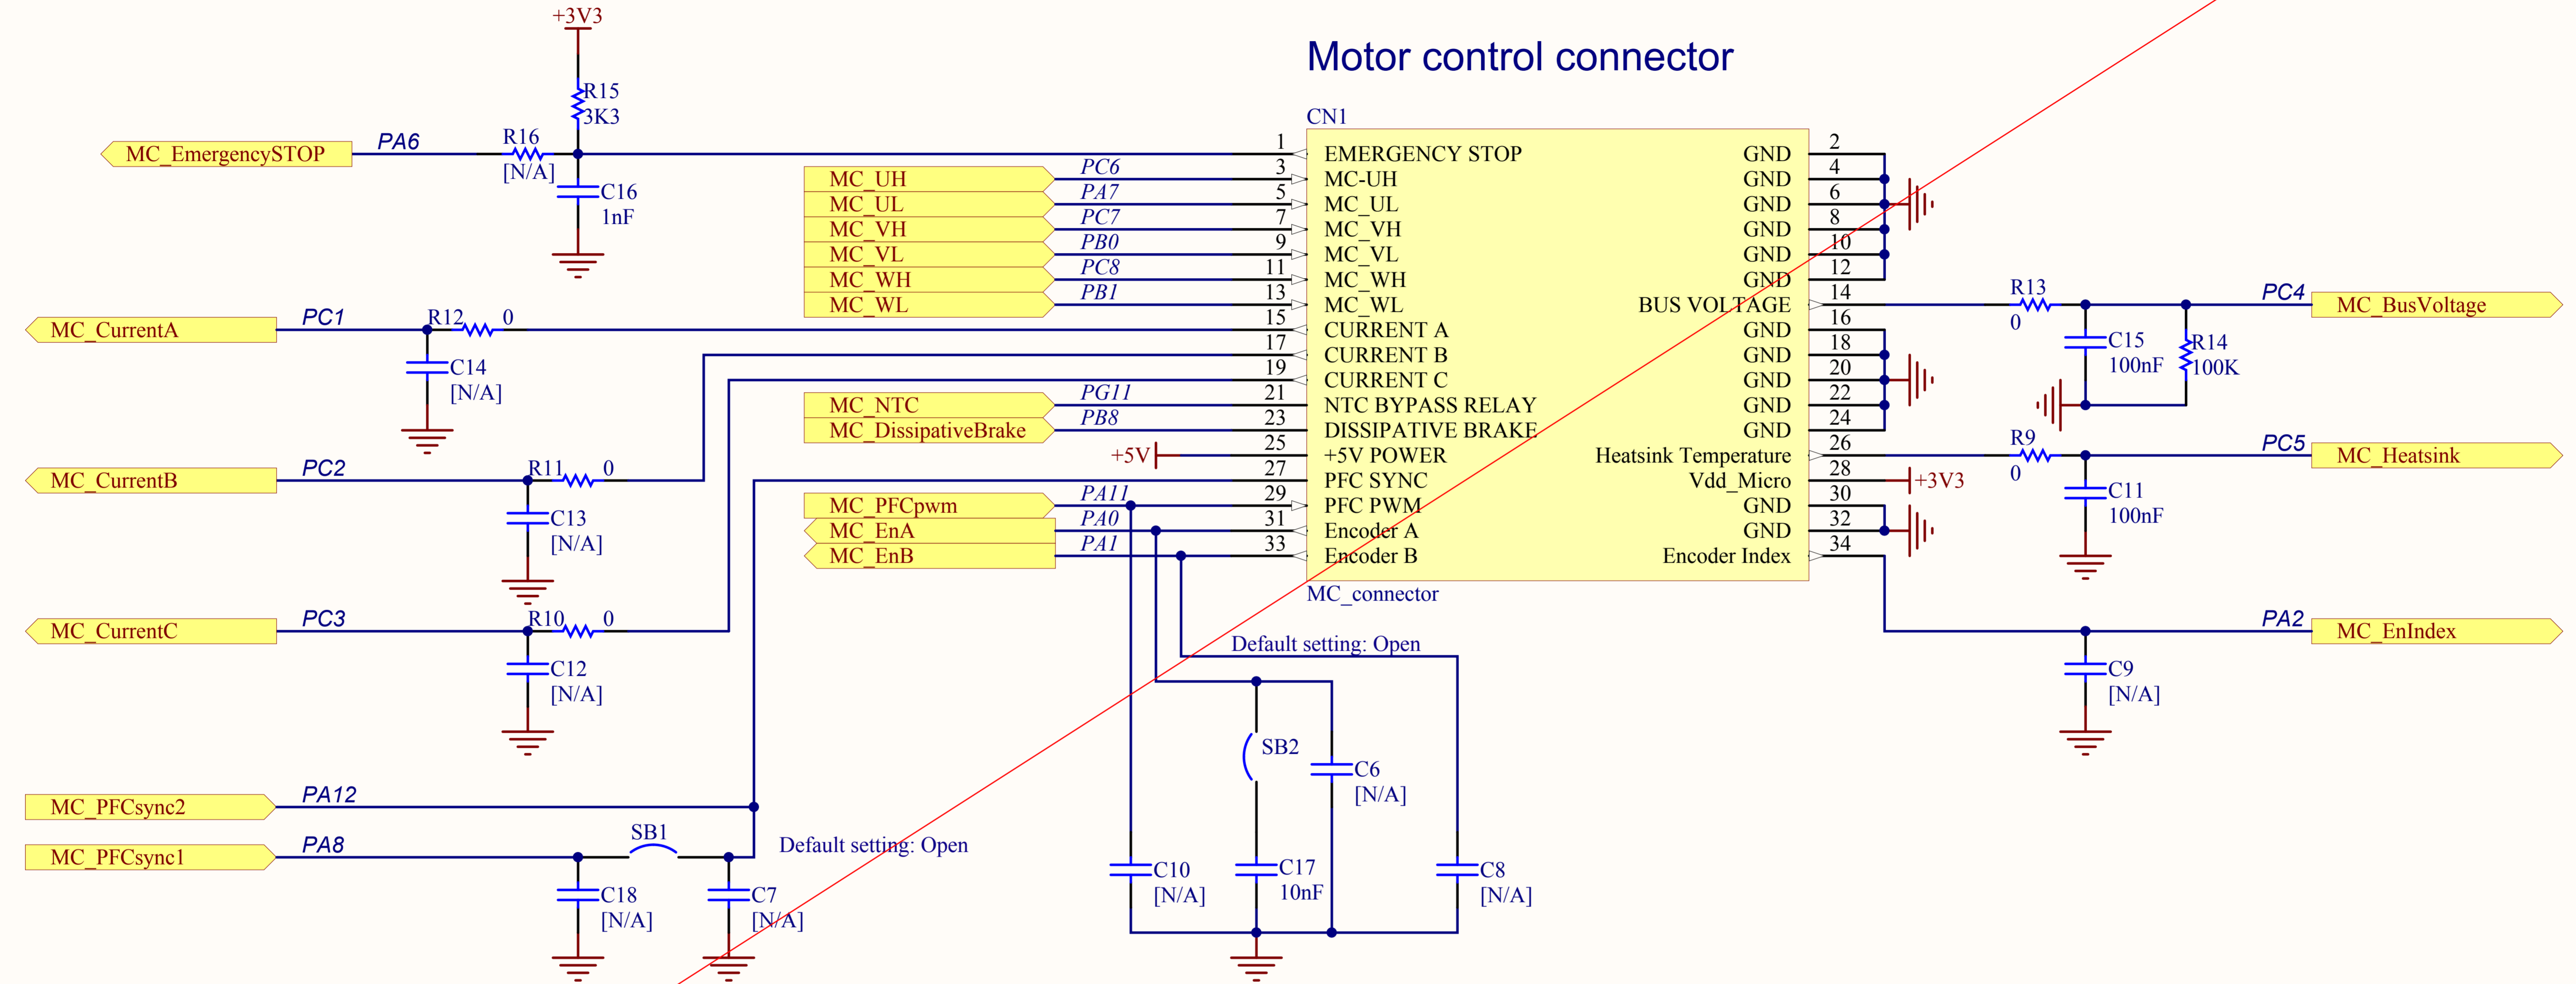 Motor control connector
+3V3
R15
3K3
MC_EmergencySTOP
PA6
R16
[N/A]
C16
1nF
CN1
1 EMERGENCY STOP GND 2
MC_UH PC6 3 MC-UH GND 4
MC_UL PA7 5 MC_UL GND 6
MC_VH PC7 7 MC_VH GND 8
MC_VL PB0 9 MC_VL GND 10
MC_WH PC8 11 MC_WH GND 12
MC_WL PB1 13 MC_WL BUS VOLTAGE 14
15 CURRENT A GND 16
17 CURRENT B GND 18
19 CURRENT C GND 20
MC_NTC PG11 21 NTC BYPASS RELAY GND 22
MC_DissipativeBrake PB8 23 DISSIPATIVE BRAKE GND 24
+5V 25 +5V POWER Heatsink Temperature 26
27 PFC SYNC Vdd_Micro 28 +3V3
MC_PFCpwm PA11 29 PFC PWM GND 30
MC_EnA PA0 31 Encoder A GND 32
MC_EnB PA1 33 Encoder B Encoder Index 34
MC_connector
R13
0
PC4
MC_BusVoltage
C15
100nF
R14
100K
R9
0
PC5
MC_Heatsink
C11
100nF
PA2
MC_EnIndex
C9
[N/A]
MC_CurrentA
PC1
R12 0
C14
[N/A]
MC_CurrentB
PC2
R11 0
C13
[N/A]
MC_CurrentC
PC3
R10 0
C12
[N/A]
MC_PFCsync2
PA12
MC_PFCsync1
PA8
SB1
Default setting: Open
C18
[N/A]
C7
[N/A]
Default setting: Open
SB2
C6
[N/A]
C10
[N/A]
C17
10nF
C8
[N/A]